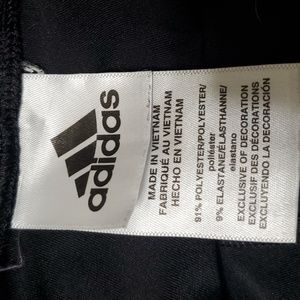 adidas
MADE IN VIETNAM
FABRIQUÉ AU VIETNAM
HECHO EN VIETNAM
91% POLYESTER/POLYESTER/
poliéster
9% ELASTANE/ÉLASTHANNE/
elastano
EXCLUSIVE OF DECORATIONS
EXCLUSIF DES DÉCORATIONS
EXCLUYENDO LA DECORACIÓN